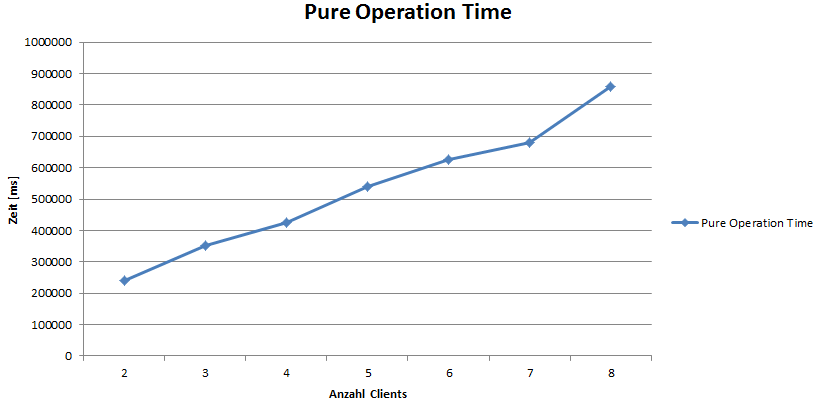 Pure Operation Time
1000000
900000
800000
700000
600000
500000
400000
300000
200000
100000
0
Zeit [ms]
2 3 4 5 6 7 8
Anzahl Clients
Pure Operation Time